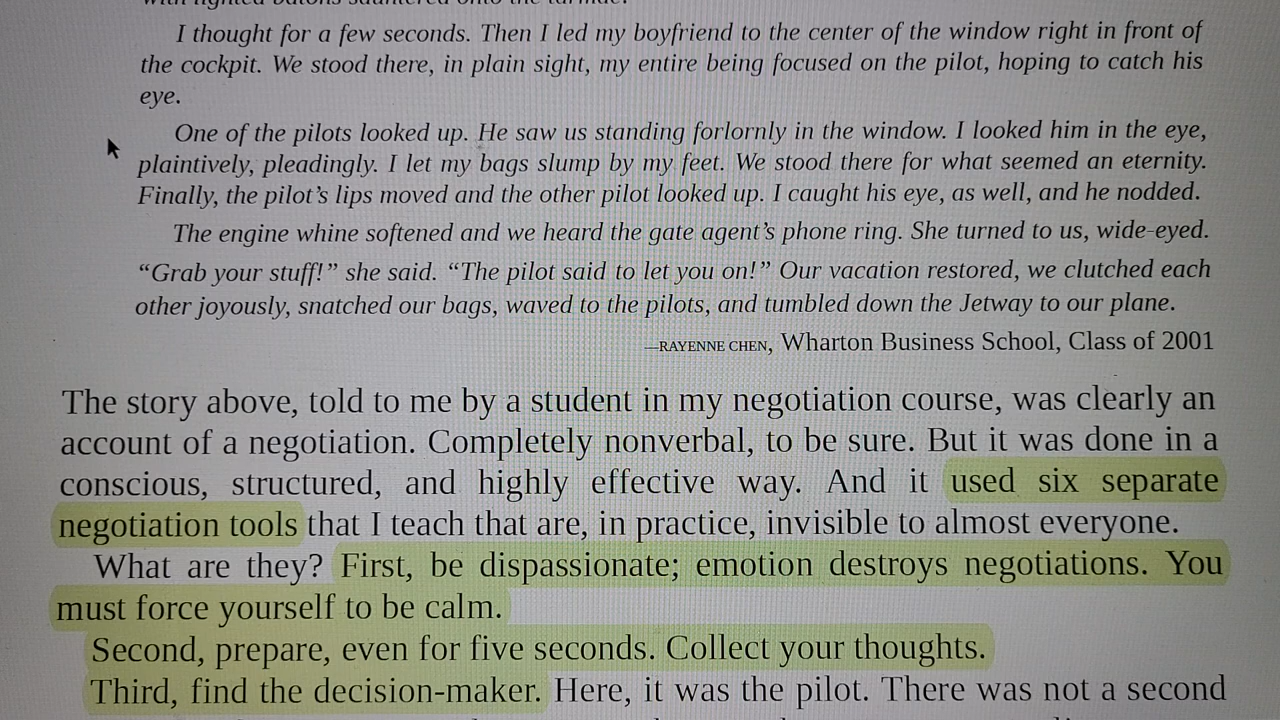 with lighted batons sauntered onto the tarmac.
I thought for a few seconds. Then I led my boyfriend to the center of the window right in front of
the cockpit. We stood there, in plain sight, my entire being focused on the pilot, hoping to catch his
eye.
One of the pilots looked up. He saw us standing forlornly in the window. I looked him in the eye,
plaintively, pleadingly. I let my bags slump by my feet. We stood there for what seemed an eternity.
Finally, the pilot’s lips moved and the other pilot looked up. I caught his eye, as well, and he nodded.
The engine whine softened and we heard the gate agent’s phone ring. She turned to us, wide-eyed.
“Grab your stuff!” she said. “The pilot said to let you on!” Our vacation restored, we clutched each
other joyously, snatched our bags, waved to the pilots, and tumbled down the Jetway to our plane.
—RAYENNE CHEN, Wharton Business School, Class of 2001
The story above, told to me by a student in my negotiation course, was clearly an
account of a negotiation. Completely nonverbal, to be sure. But it was done in a
conscious, structured, and highly effective way. And it used six separate
negotiation tools that I teach that are, in practice, invisible to almost everyone.
What are they? First, be dispassionate; emotion destroys negotiations. You
must force yourself to be calm.
Second, prepare, even for five seconds. Collect your thoughts.
Third, find the decision-maker. Here, it was the pilot. There was not a second